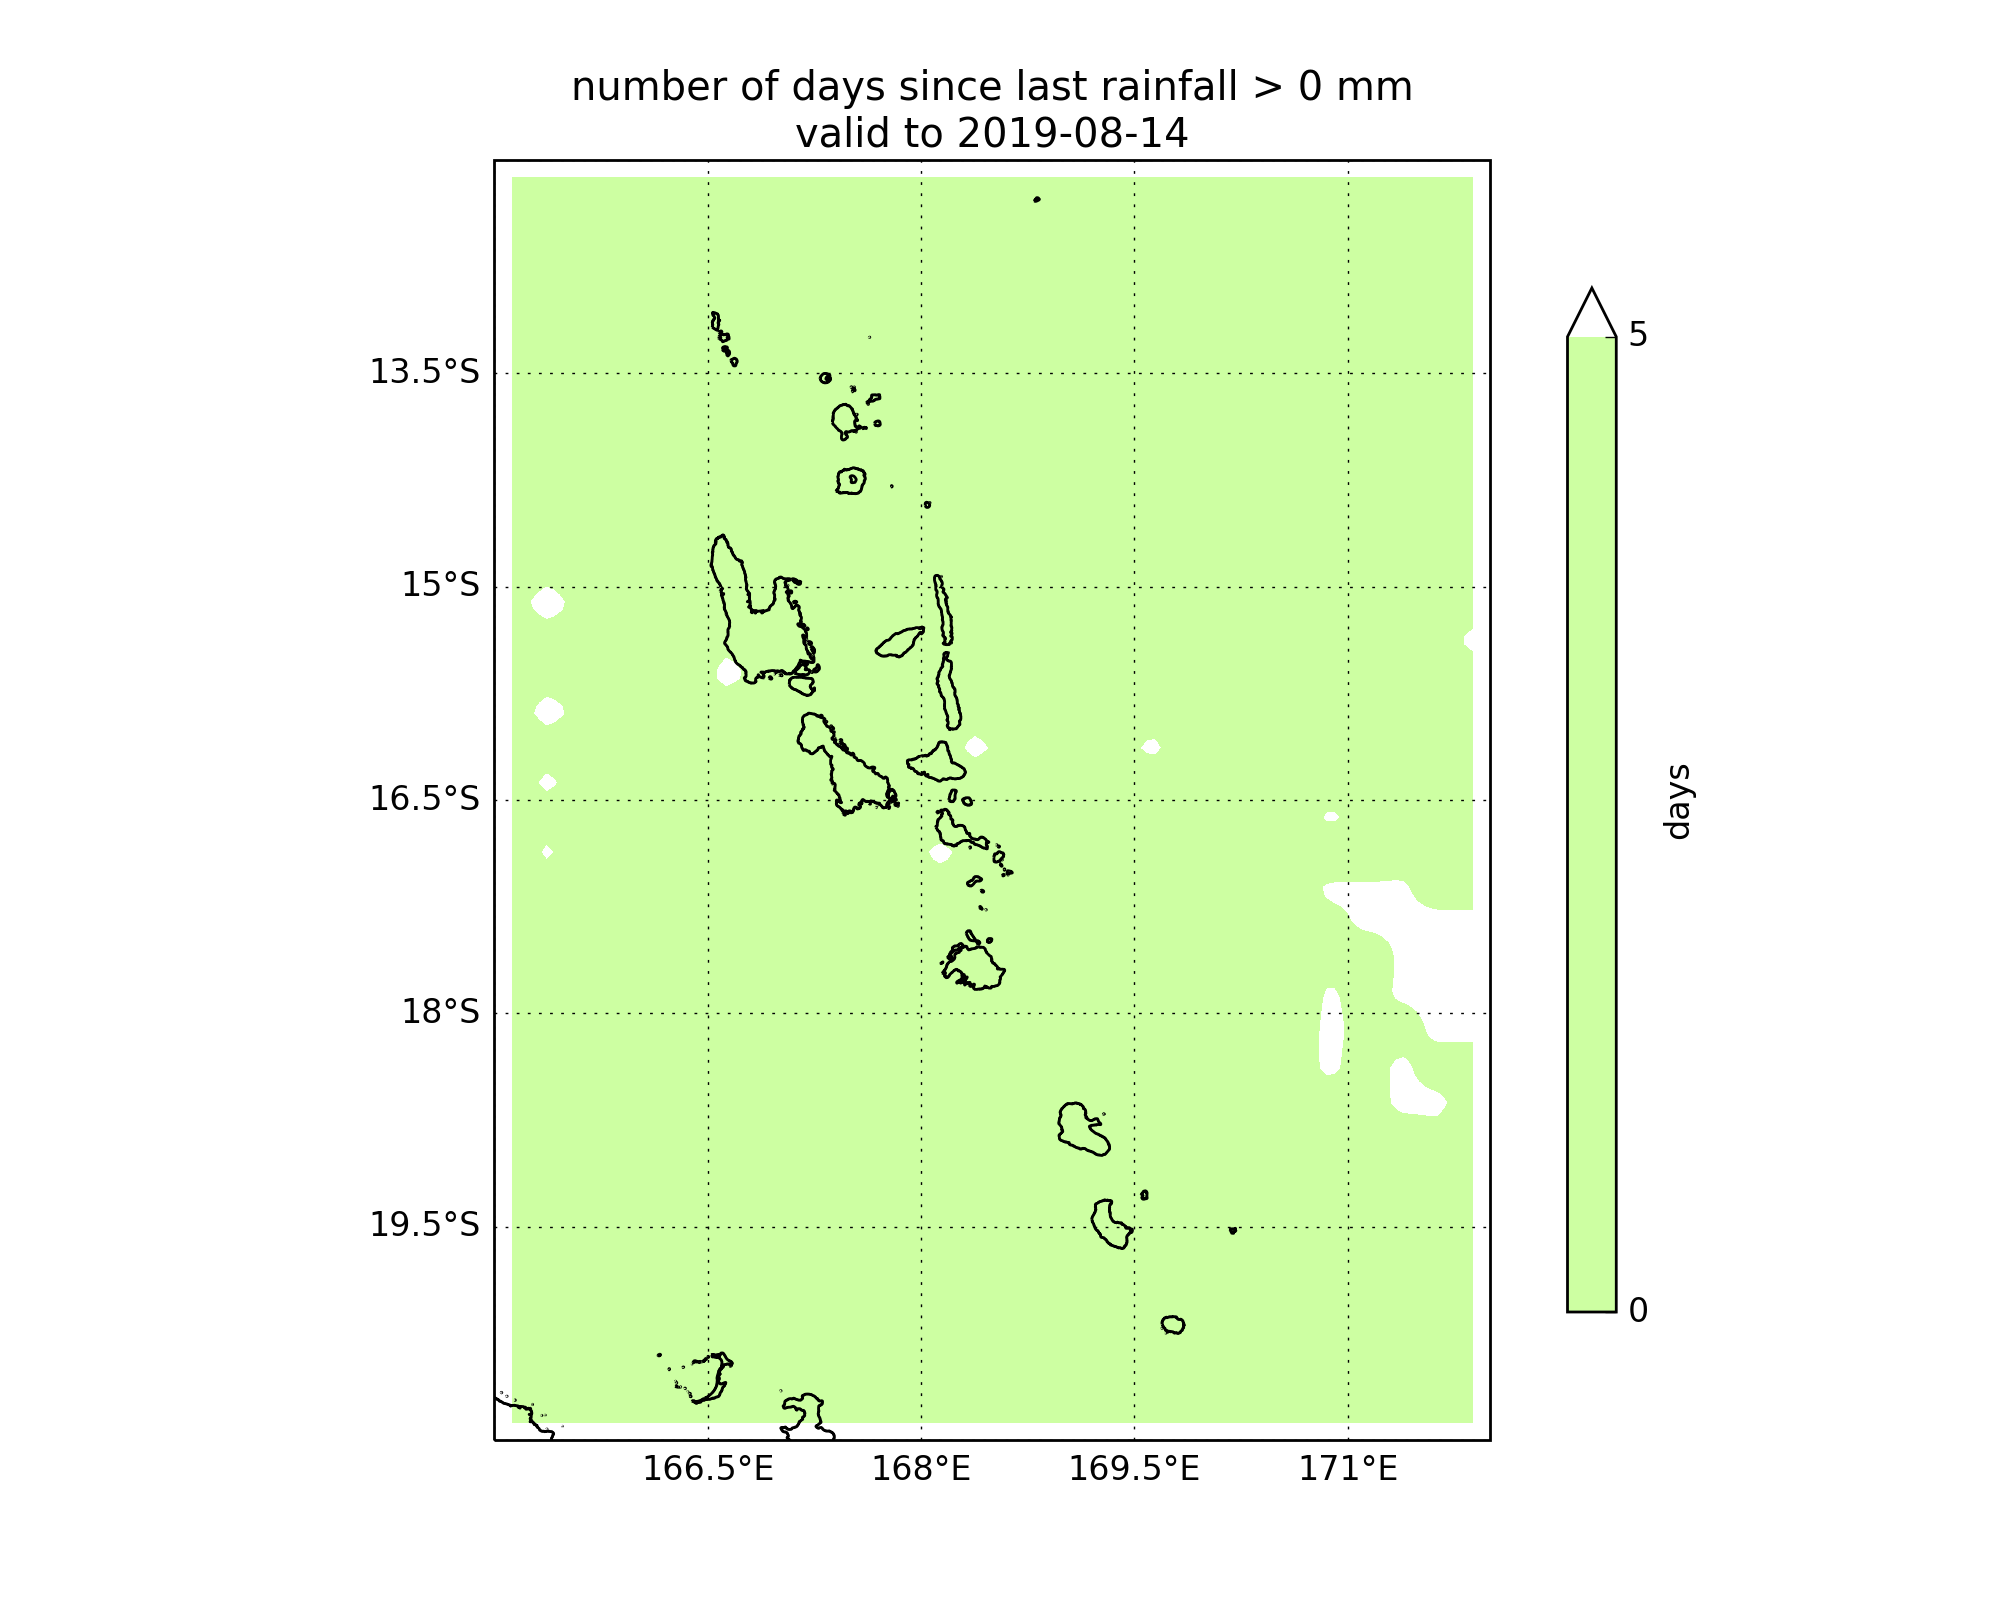 number of days since last rainfall > 0 mm
valid to 2019-08-14
13.5°S
15°S
16.5°S
18°S
19.5°S
166.5°E
168°E
169.5°E
171°E
5
0
days